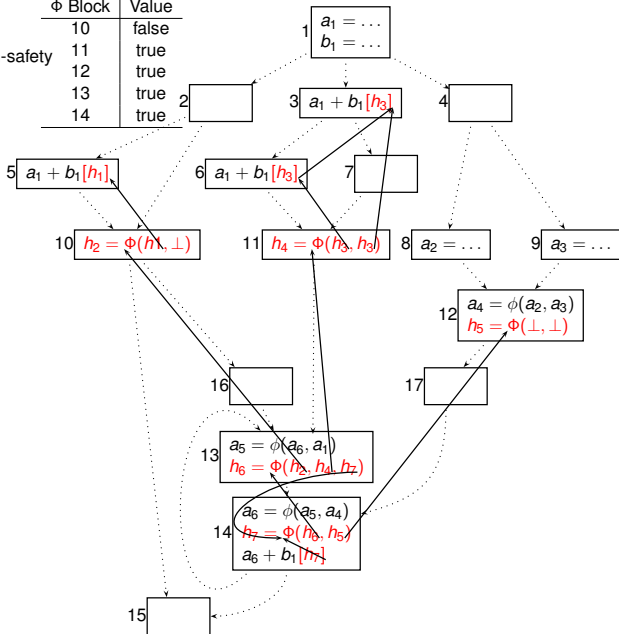 Φ Block Value
10 false
-safety 11 true
12 true
13 true
14 true
1 a₁ = …
b₁ = …
2
3 a₁ + b₁[h₃]
4
5 a₁ + b₁[h₁]
6 a₁ + b₁[h₃]
7
10 h₂ = Φ(h1, ⊥)
11 h₄ = Φ(h₃, h₃)
8 a₂ = …
9 a₃ = …
12 a₄ = ϕ(a₂, a₃)
h₅ = Φ(⊥, ⊥)
16
17
13 a₅ = ϕ(a₆, a₁)
h₆ = Φ(h₂, h₄, h₇)
14 a₆ = ϕ(a₅, a₄)
h₇ = Φ(h₆, h₅)
a₆ + b₁[h₇]
15